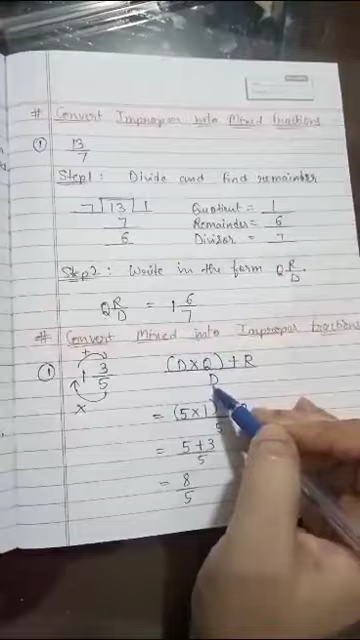 # Convert Improper into Mixed fractions
① 13/7
Step1: Divide and find remainder
7 | 13 | 1
7
6
Quotient = 1
Remainder = 6
Divisor = 7
Step2: Write in the form Q R/D.
Q R/D = 1 6/7
# Convert Mixed into Improper fractions
① 1 3/5
+
x
(D×Q)+R / D
= (5×1) / 5
= 5+3 / 5
= 8/5